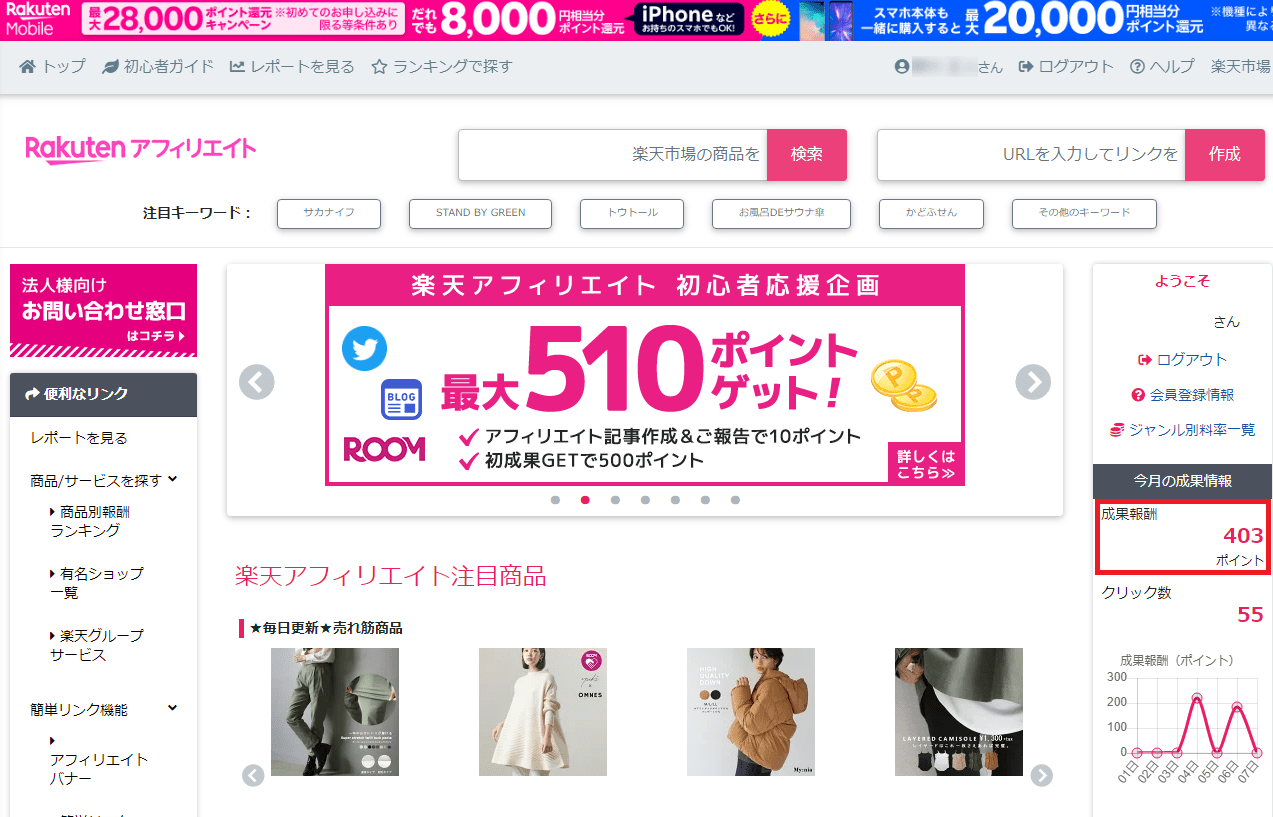 Rakuten
Mobile
最大28,000ポイント還元キャンペーン ※初めてのお申し込みに限る等条件あり
だれでも8,000円相当分ポイント還元
iPhoneなど
お持ちのスマホでもOK!
さらに
スマホ本体も一緒に購入すると 最大20,000円相当分ポイント還元
※機種により
異な
トップ 初心者ガイド レポートを見る ランキングで探す
さん ログアウト ヘルプ 楽天市場
Rakuten アフィリエイト
楽天市場の商品を 検索
URLを入力してリンクを 作成
注目キーワード：
サカナイフ
STAND BY GREEN
トウトール
お風呂DEサウナ傘
かどふせん
その他のキーワード
法人様向け
お問い合わせ窓口
はコチラ
便利なリンク
レポートを見る
商品/サービスを探す
商品別報酬
ランキング
有名ショップ
一覧
楽天グループ
サービス
簡単リンク機能
アフィリエイト
バナー
楽天アフィリエイト 初心者応援企画
BLOG
ROOM
最大510ポイントゲット!
アフィリエイト記事作成&ご報告で10ポイント
初成果GETで500ポイント
詳しくは
こちら≫
楽天アフィリエイト注目商品
★毎日更新★売れ筋商品
ROOM
OMNES
HIGH
QUALITY
DOWN
My:mia
LAYERED CAMISOLE ¥1,300+tax
ようこそ
さん
ログアウト
会員登録情報
ジャンル別料率一覧
今月の成果情報
成果報酬
403
ポイント
クリック数
55
成果報酬（ポイント）
300
200
100
0
01日 02日 03日 04日 05日 06日 07日